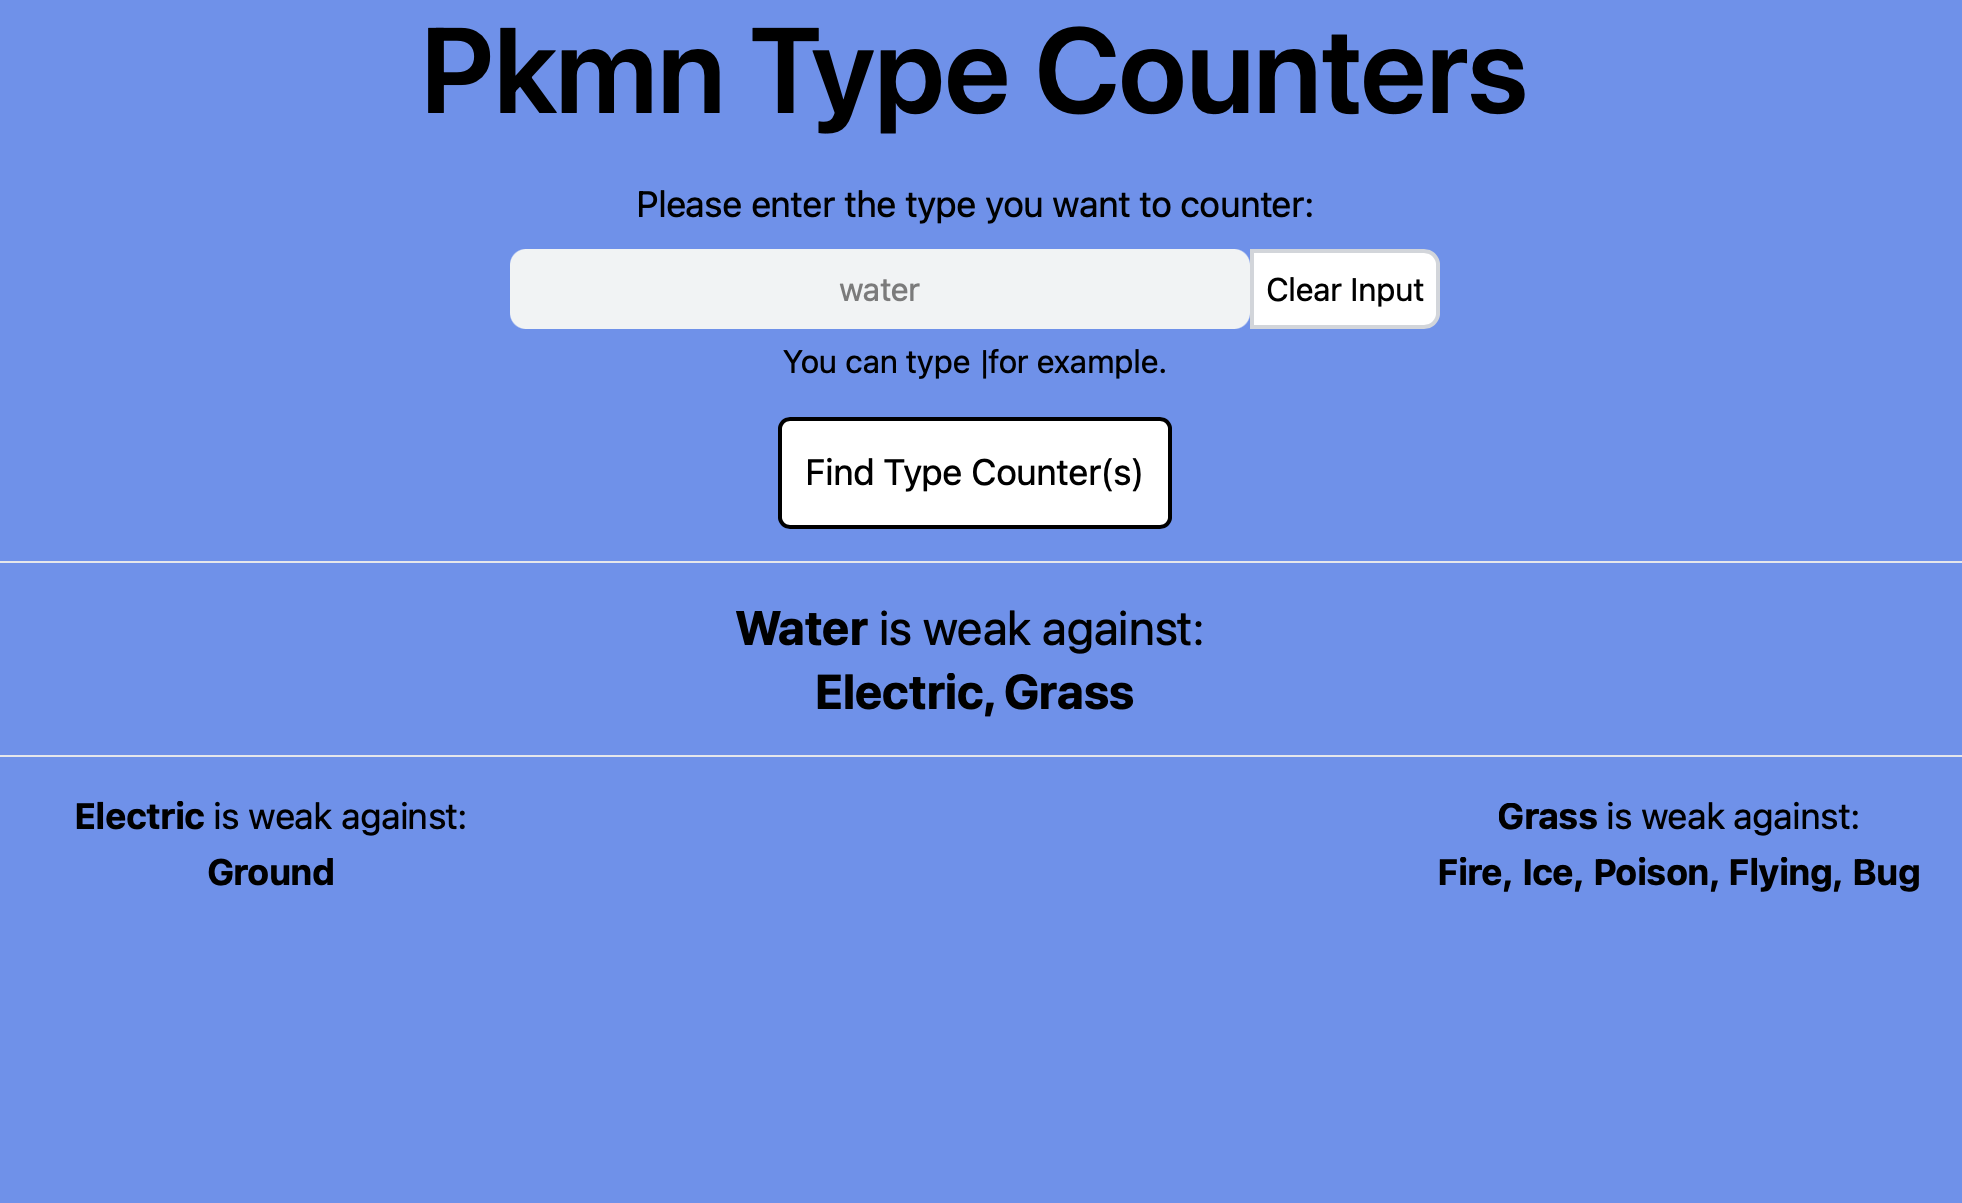 Pkmn Type Counters
Please enter the type you want to counter:
water
Clear Input
You can type |for example.
Find Type Counter(s)
Water is weak against:
Electric, Grass
Electric is weak against:
Ground
Grass is weak against:
Fire, Ice, Poison, Flying, Bug